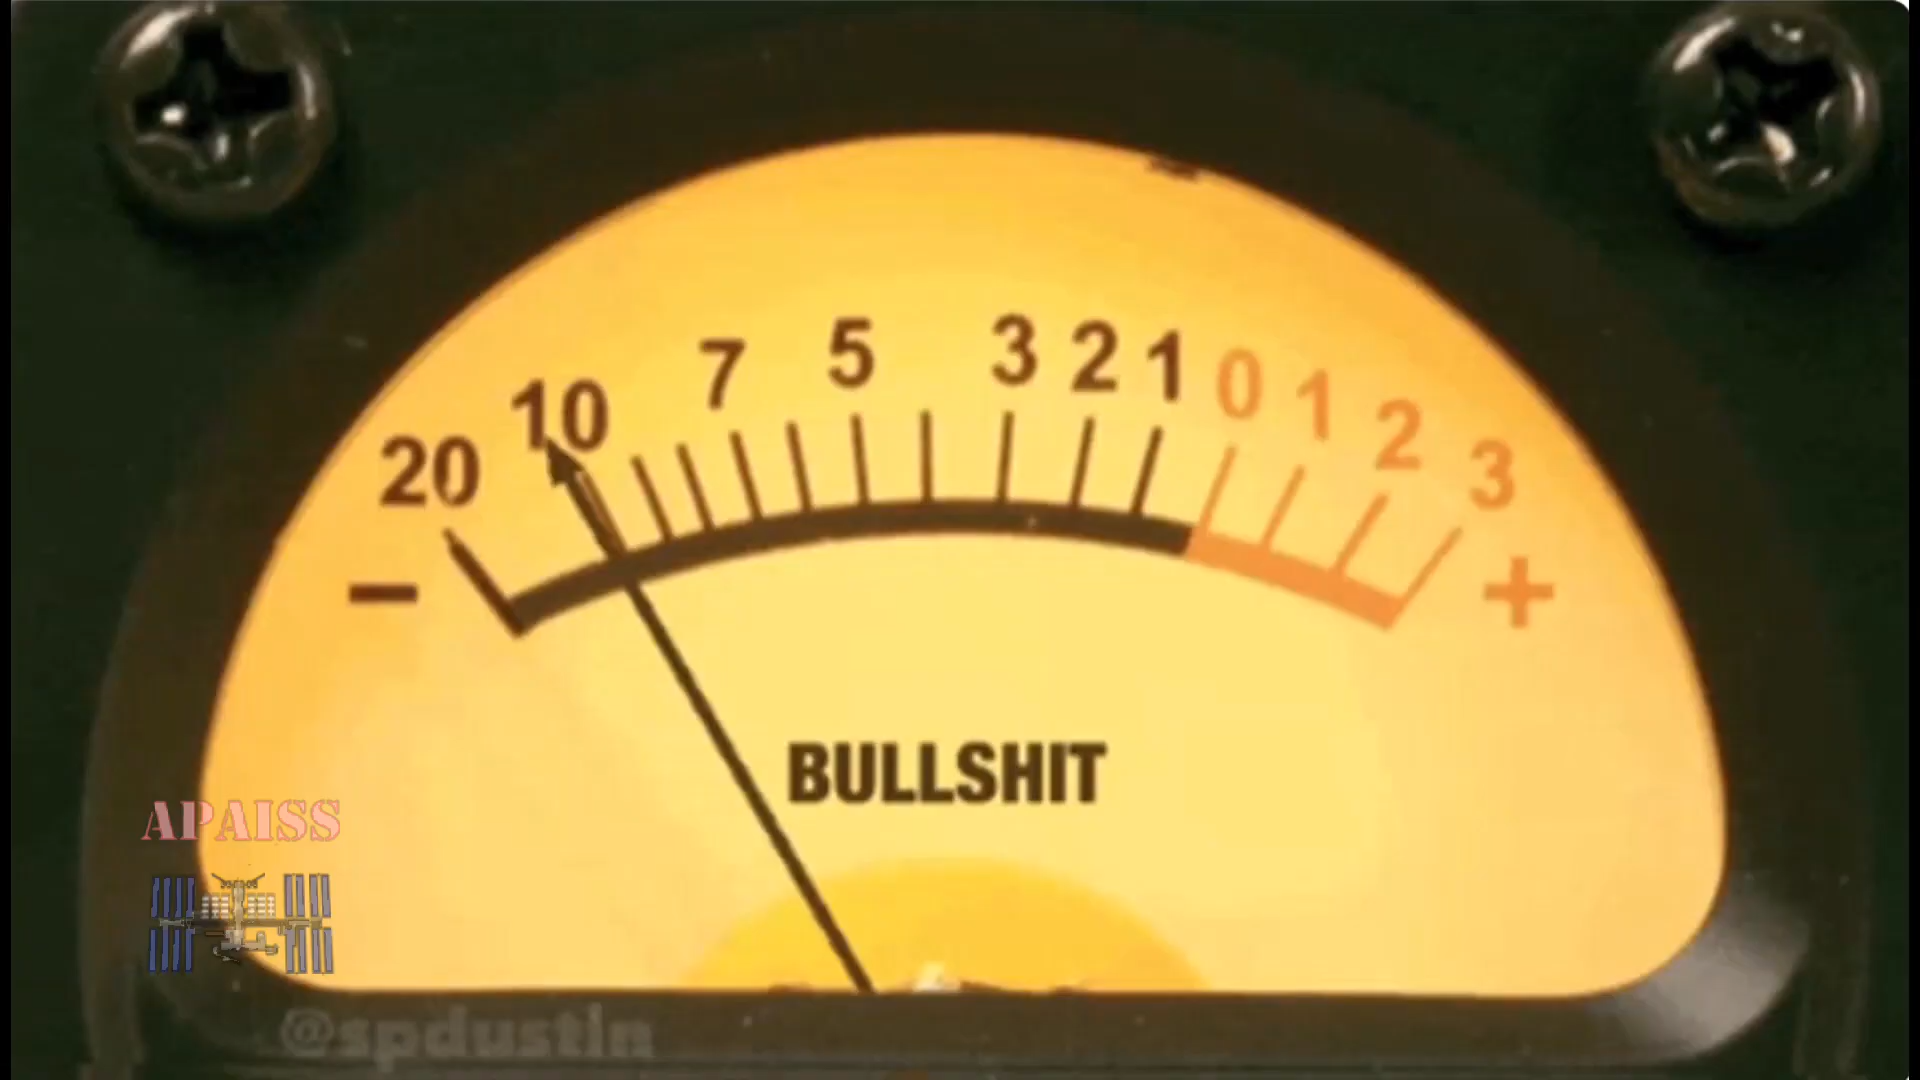 20 10 7 5 3 2 1 0 1 2 3
− +
BULLSHIT
APAISS
@spdustin